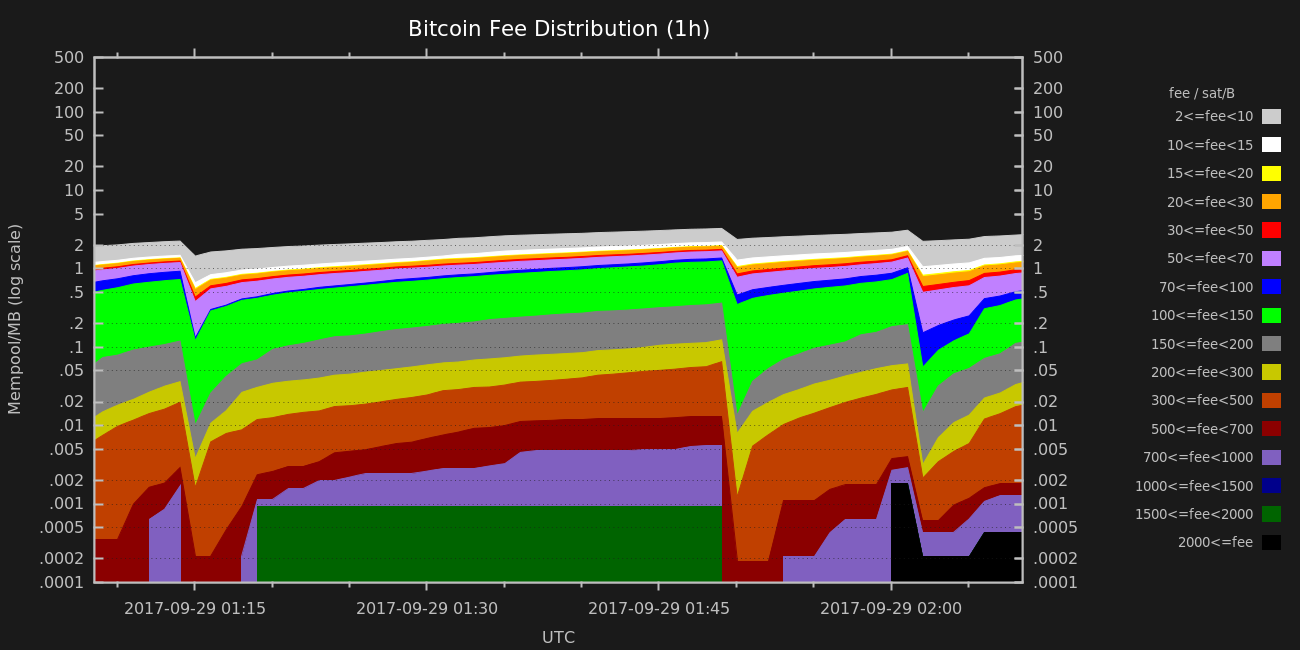 Bitcoin Fee Distribution (1h)
Mempool/MB (log scale)
500
200
100
50
20
10
5
2
1
.5
.2
.1
.05
.02
.01
.005
.002
.001
.0005
.0002
.0001
500
200
100
50
20
10
5
2
1
.5
.2
.1
.05
.02
.01
.005
.002
.001
.0005
.0002
.0001
2017-09-29 01:15
2017-09-29 01:30
2017-09-29 01:45
2017-09-29 02:00
UTC
fee / sat/B
2<=fee<10
10<=fee<15
15<=fee<20
20<=fee<30
30<=fee<50
50<=fee<70
70<=fee<100
100<=fee<150
150<=fee<200
200<=fee<300
300<=fee<500
500<=fee<700
700<=fee<1000
1000<=fee<1500
1500<=fee<2000
2000<=fee